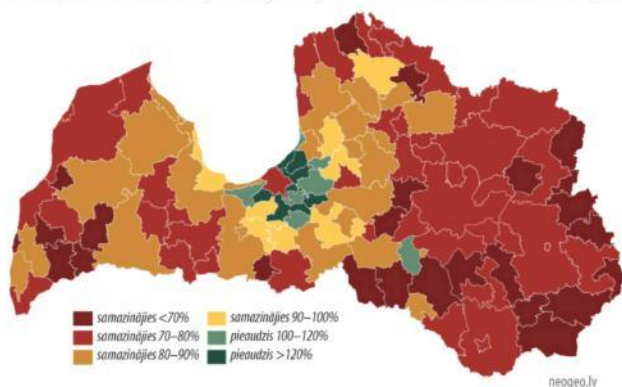 samazinājies <70%
samazinājies 70–80%
samazinājies 80–90%
samazinājies 90–100%
pieaudzis 100–120%
pieaudzis >120%
neogeo.lv